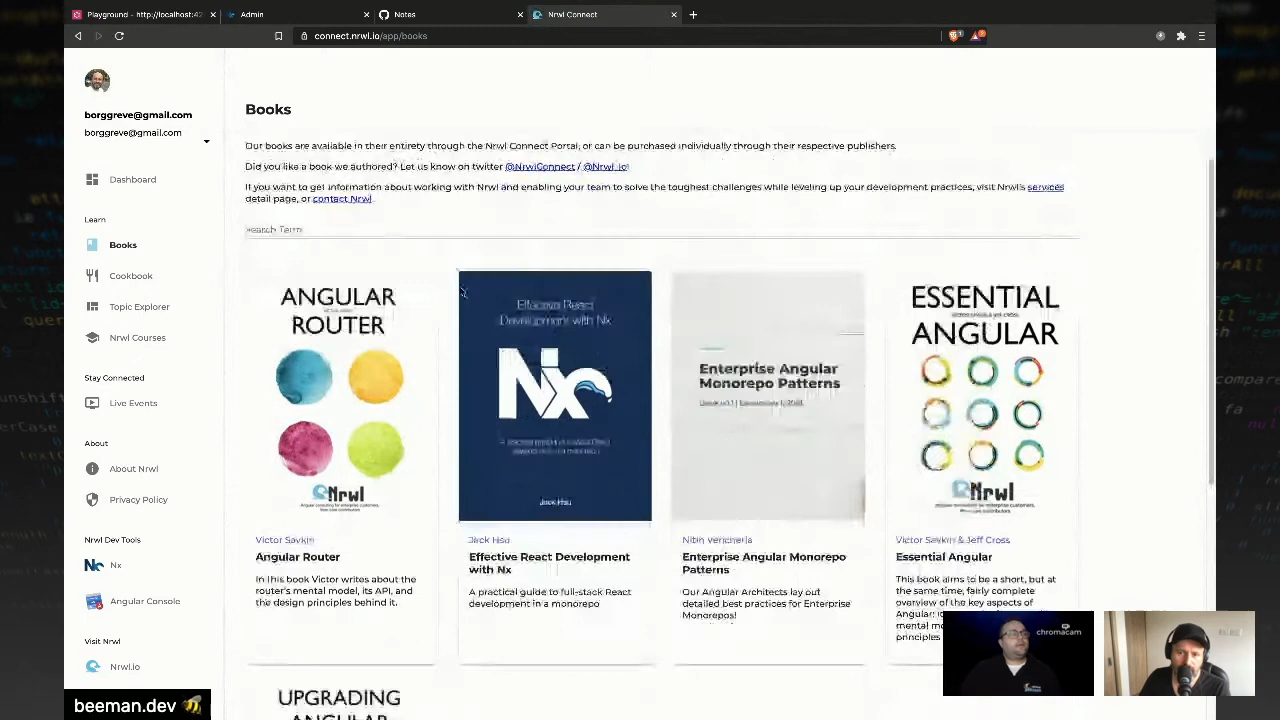 Playground - http://localhost:42
Admin
Notes
Nrwl Connect
connect.nrwl.io/app/books
borggreve@gmail.com
borggreve@gmail.com
Dashboard
Learn
Books
Cookbook
Topic Explorer
Nrwl Courses
Stay Connected
Live Events
About
About Nrwl
Privacy Policy
Nrwl Dev Tools
Nx
Angular Console
Visit Nrwl
Nrwl.io
beeman.dev
Books
Our books are available in their entirety through the Nrwl Connect Portal, or can be purchased individually through their respective publishers.
Did you like a book we authored? Let us know on twitter @NrwlConnect / @Nrwl_io!
If you want to get information about working with Nrwl and enabling your team to solve the toughest challenges while leveling up your development practices, visit Nrwl's services
detail page, or contact Nrwl.
Search Term
ANGULAR
ROUTER
Nrwl
Angular consulting for enterprise customers,
from core contributors
Victor Savkin
Angular Router
In this book Victor writes about the
router's mental model, its API, and
the design principles behind it.
Effective React
Development with Nx
Nx
Jack Hsu
Jack Hsu
Effective React Development
with Nx
A practical guide to full-stack React
development in a monorepo
Enterprise Angular
Monorepo Patterns
Nitin Vericherla
Enterprise Angular Monorepo
Patterns
Our Angular Architects lay out
detailed best practices for Enterprise
Monorepos!
ESSENTIAL
ANGULAR
Nrwl
Victor Savkin & Jeff Cross
Essential Angular
This book aims to be a short, but at
the same time, fairly complete
overview of the key aspects of
UPGRADING
chromacam